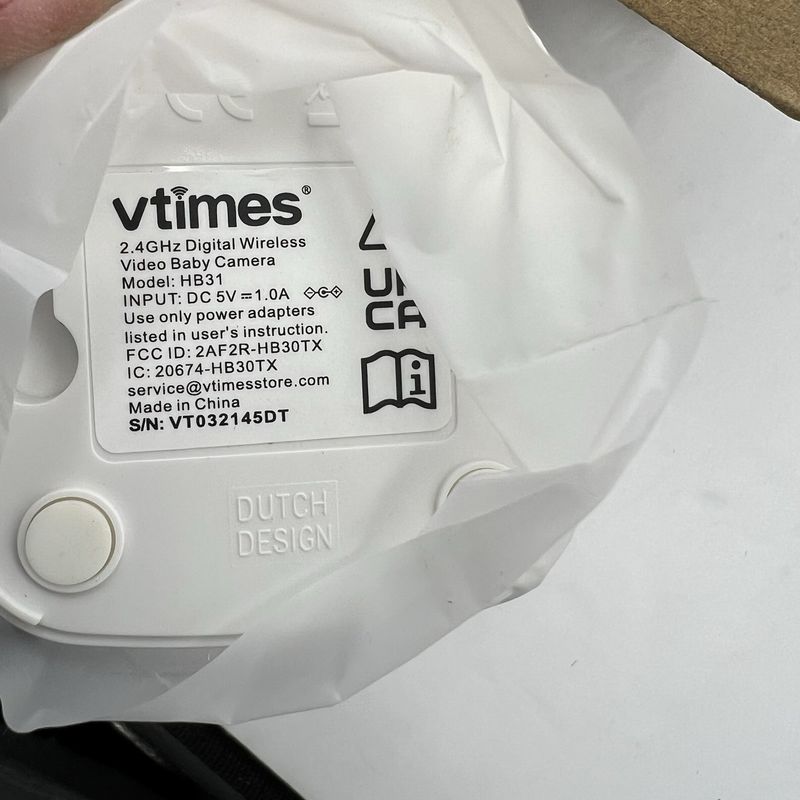 CE
vtimes®
2.4GHz Digital Wireless
Video Baby Camera
Model: HB31
INPUT: DC 5V⎓1.0A
Use only power adapters
listed in user's instruction.
FCC ID: 2AF2R-HB30TX
IC: 20674-HB30TX
service@vtimesstore.com
Made in China
S/N: VT032145DT
CA
i
DUTCH
DESIGN